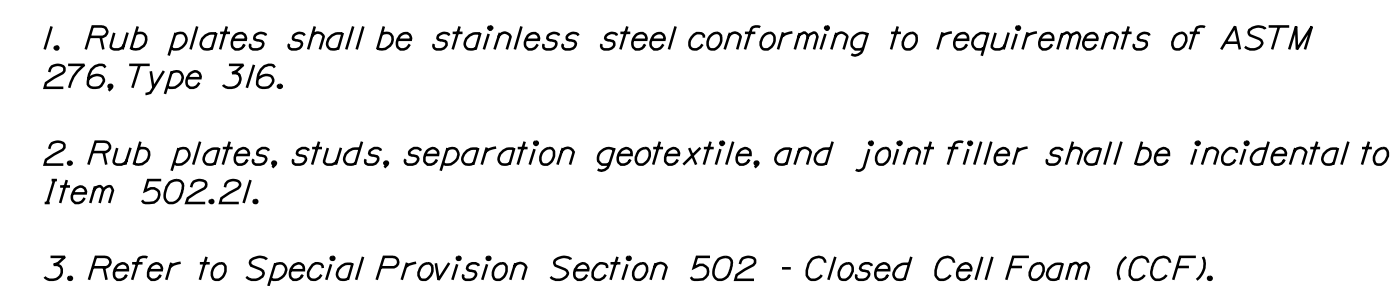 1. Rub plates shall be stainless steel conforming to requirements of ASTM
276, Type 316.
2. Rub plates, studs, separation geotextile, and joint filler shall be incidental to
Item 502.21.
3. Refer to Special Provision Section 502 - Closed Cell Foam (CCF).